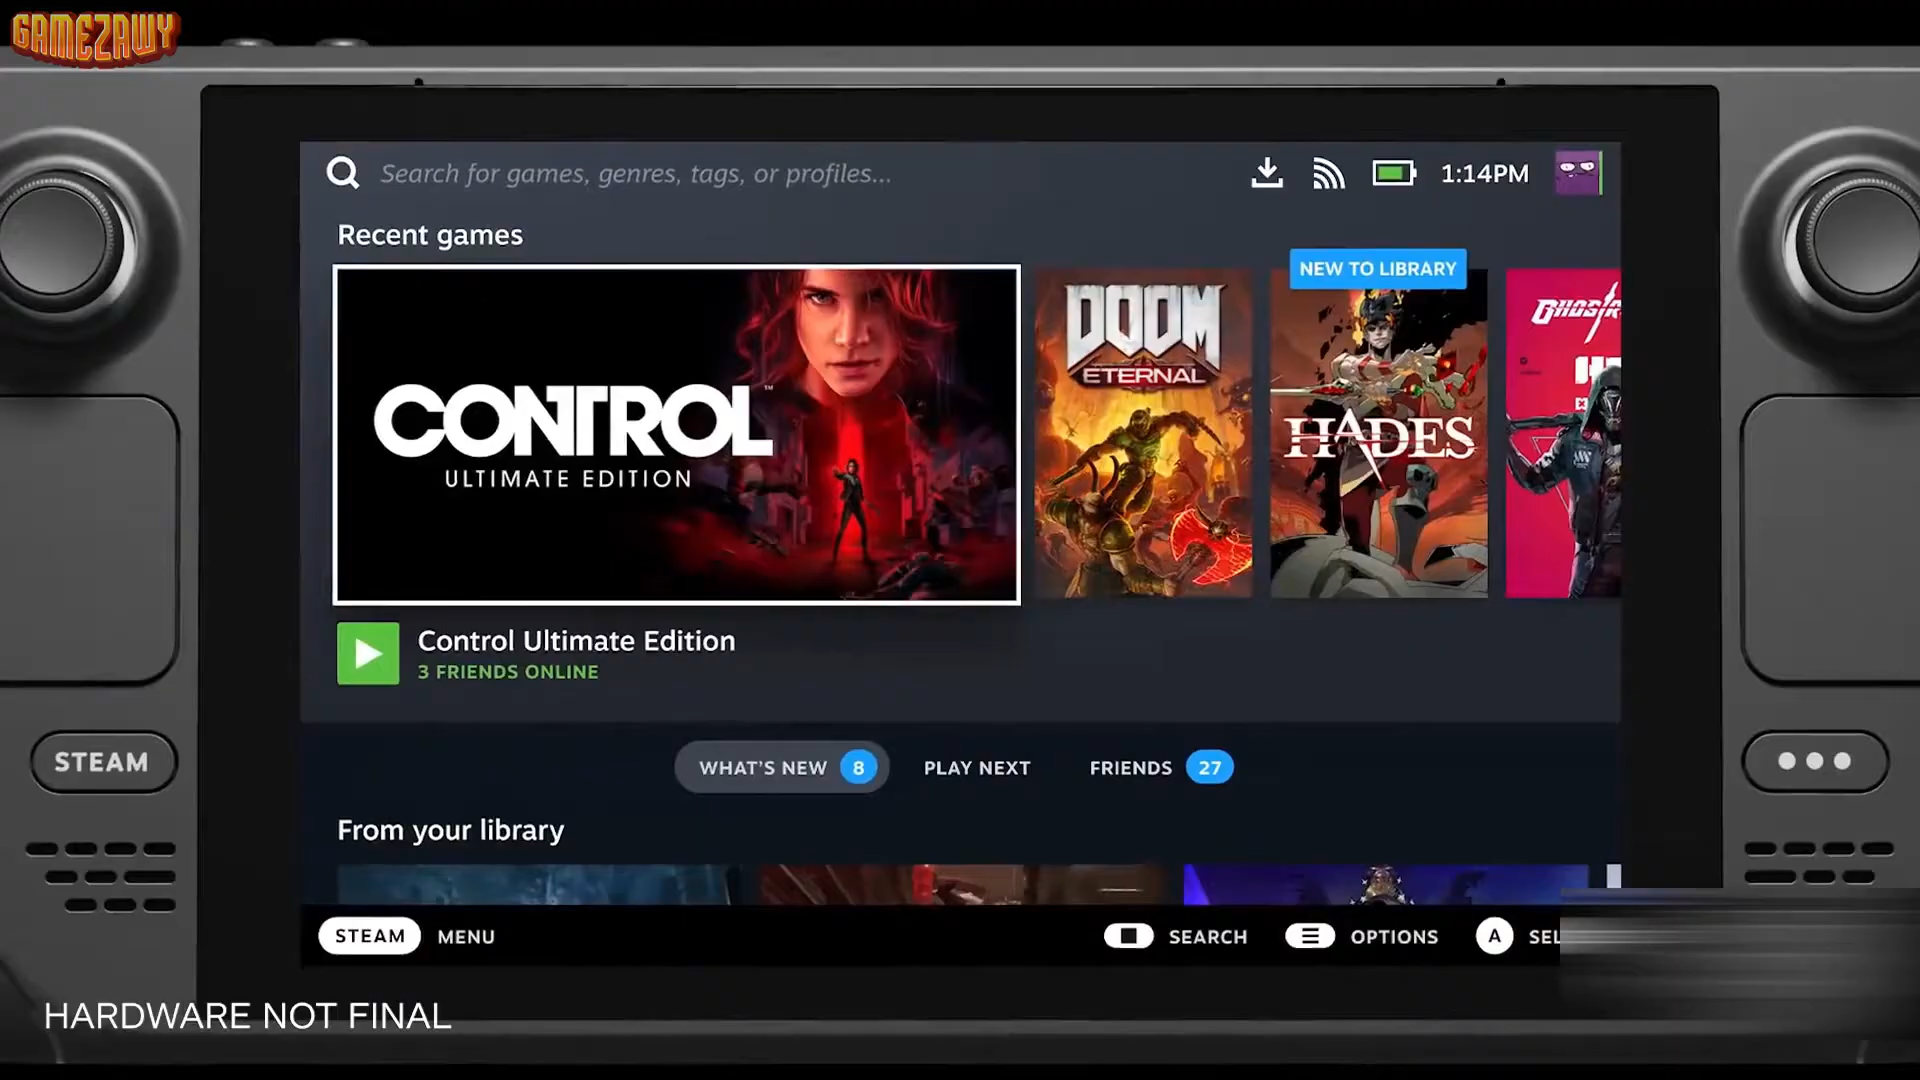 GAMEZAWY
Search for games, genres, tags, or profiles...
1:14PM
Recent games
NEW TO LIBRARY
CONTROL™
ULTIMATE EDITION
DOOM
ETERNAL
HADES
Control Ultimate Edition
3 FRIENDS ONLINE
STEAM
WHAT'S NEW 8
PLAY NEXT
FRIENDS 27
From your library
STEAM MENU
SEARCH
OPTIONS
A
HARDWARE NOT FINAL